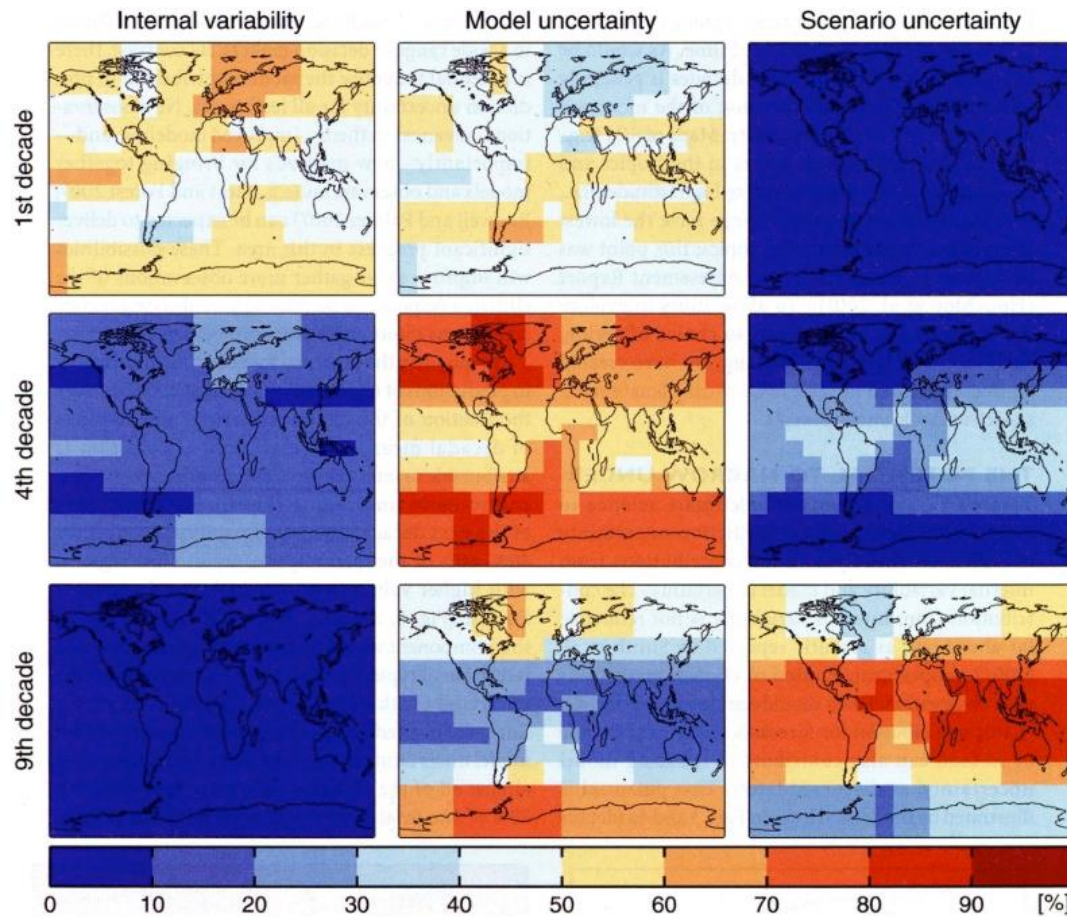 Internal variability Model uncertainty Scenario uncertainty
1st decade
4th decade
9th decade
0 10 20 30 40 50 60 70 80 90 [%]